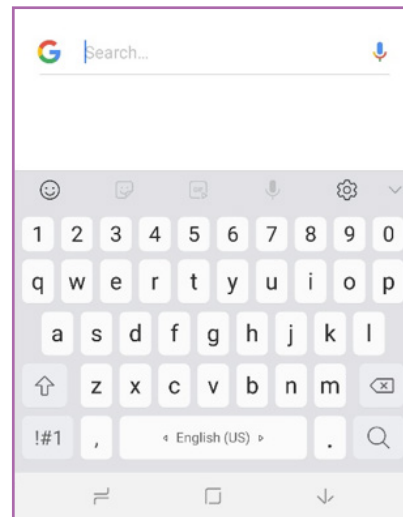 G Search...
1 2 3 4 5 6 7 8 9 0
q w e r t y u i o p
a s d f g h j k l
z x c v b n m
!#1 , English (US) .